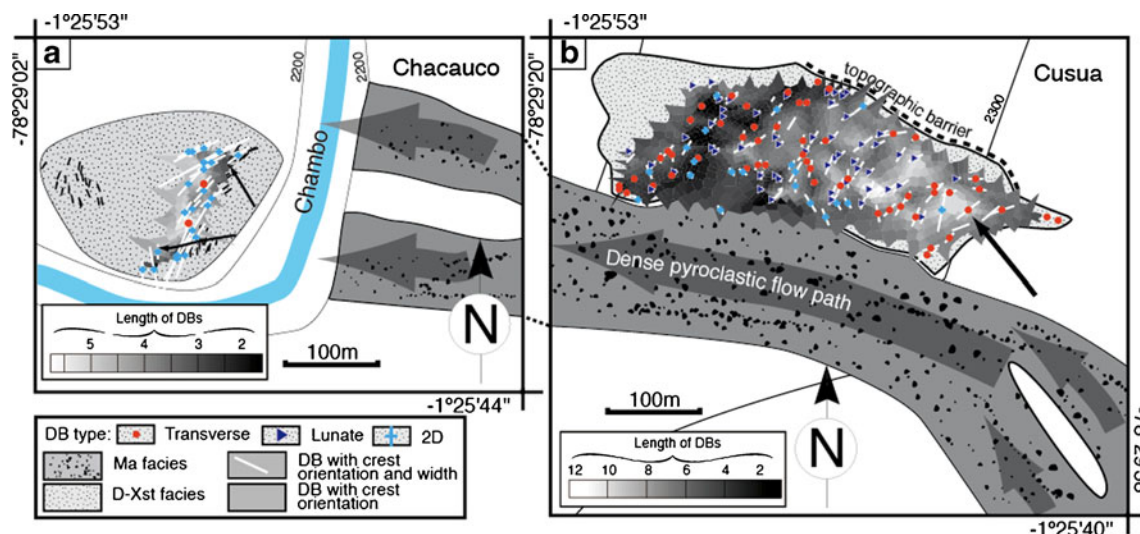 -1°25'53"
-78°29'02"
a
2200
2200
Chacauco
Chambo
Length of DBs
5 4 3 2
100m
N
-1°25'44"
-1°25'53"
-78°29'20"
b
topographic barrier
Cusua
2300
Dense pyroclastic flow path
100m
N
Length of DBs
12 10 8 6 4 2
-1°25'40"
DB type: Transverse Lunate 2D
Ma facies
DB with crest
orientation and width
D-Xst facies
DB with crest
orientation